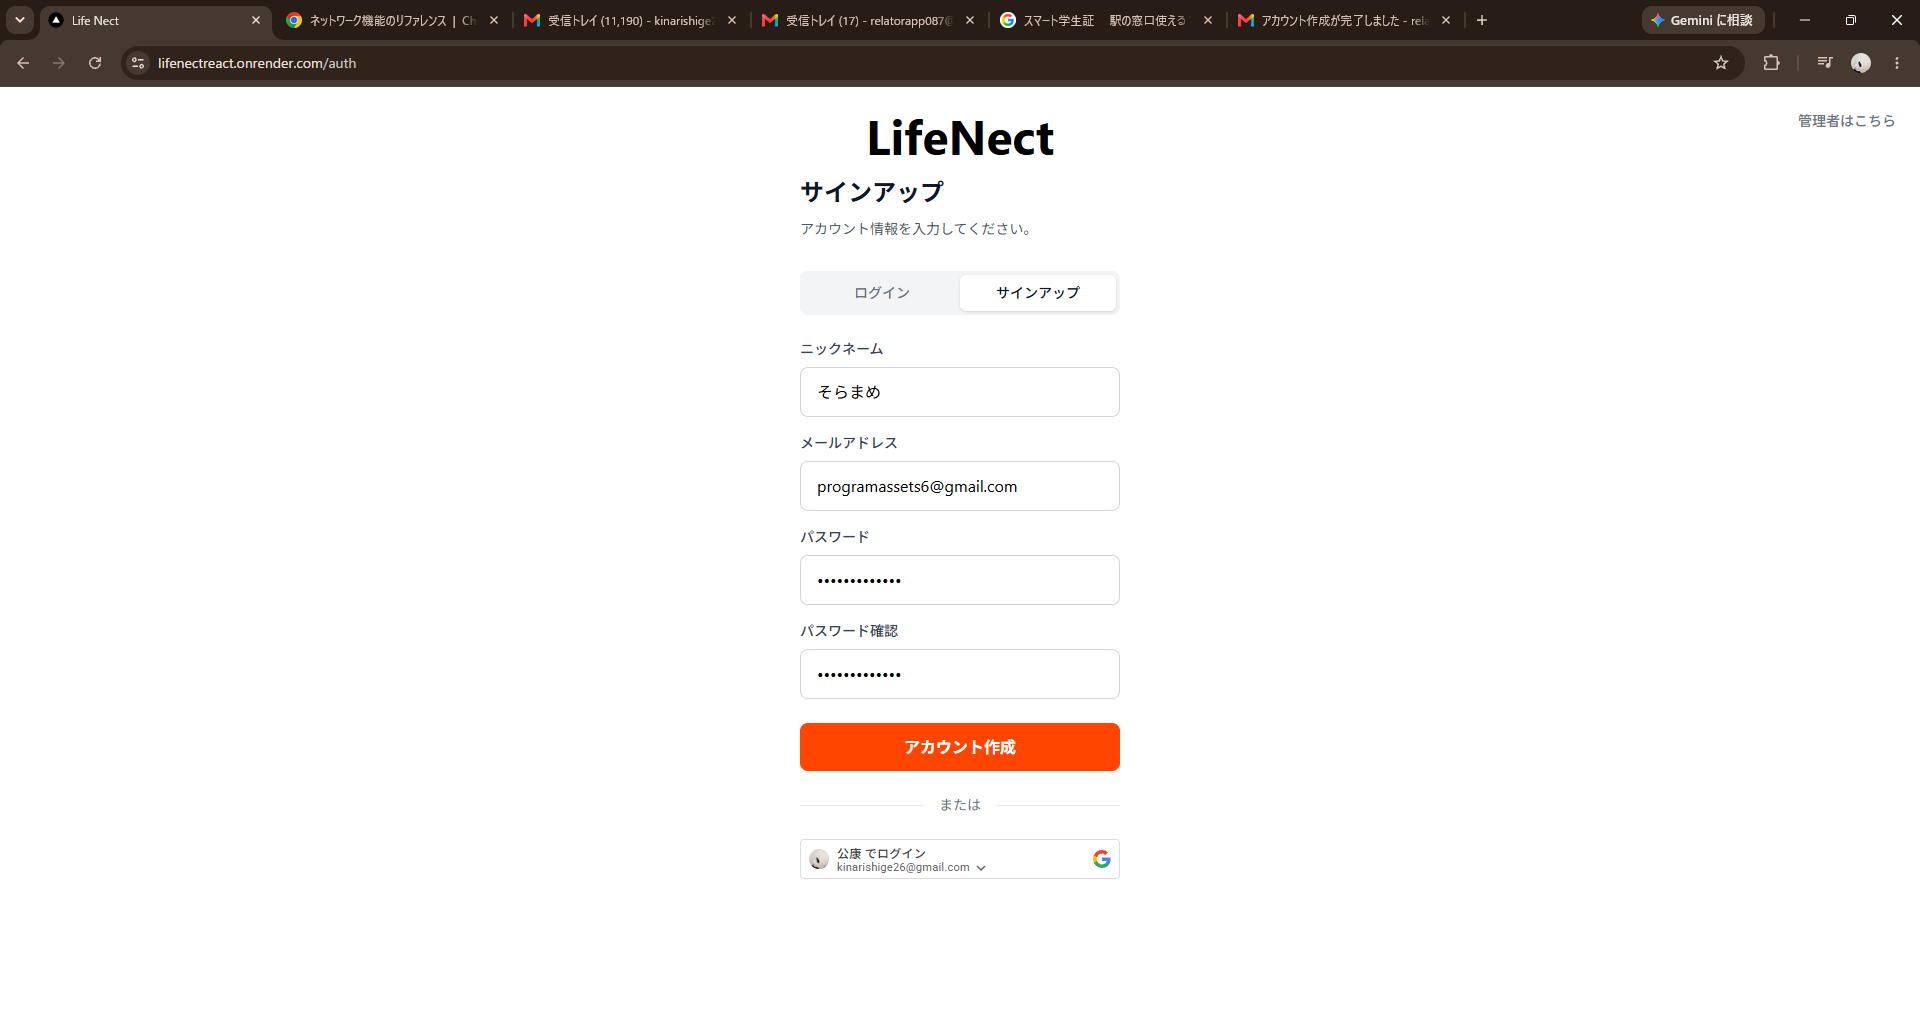 Life Nect
ネットワーク機能のリファレンス | Ch
受信トレイ (11,190) - kinarishige2
受信トレイ (17) - relatorapp087@
スマート学生証 駅の窓口使える
アカウント作成が完了しました - rela
Gemini に相談
lifenectreact.onrender.com/auth
管理者はこちら
LifeNect
サインアップ
アカウント情報を入力してください。
ログイン
サインアップ
ニックネーム
そらまめ
メールアドレス
programassets6@gmail.com
パスワード
•••••••••••••
パスワード確認
•••••••••••••
アカウント作成
または
公康 でログイン
kinarishige26@gmail.com